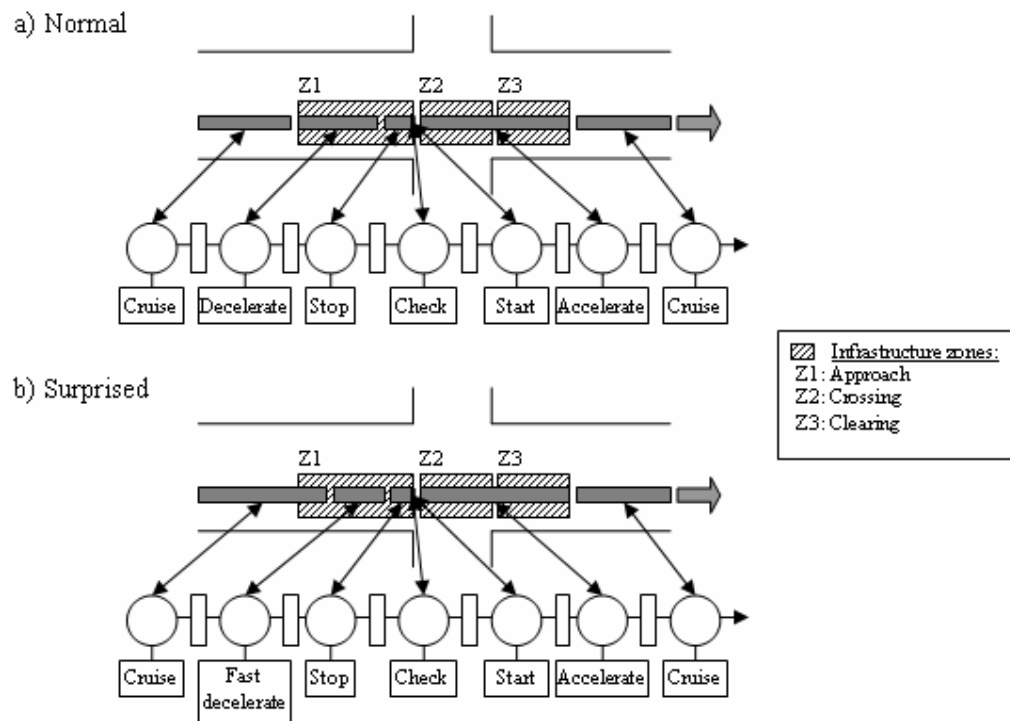 a) Normal
Z1 Z2 Z3
Cruise Decelerate Stop Check Start Accelerate Cruise
Infrastructure zones:
Z1: Approach
Z2: Crossing
Z3: Clearing
b) Surprised
Z1 Z2 Z3
Cruise Fast decelerate Stop Check Start Accelerate Cruise